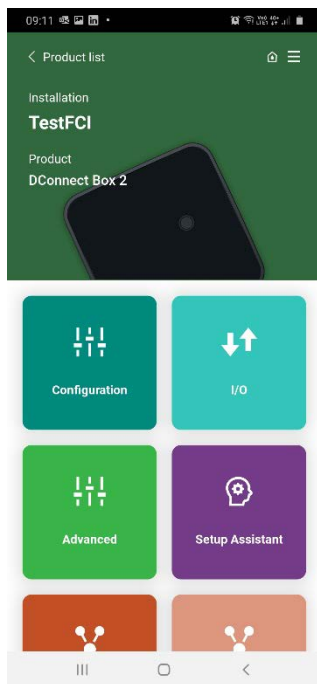 09:11
Product list
Installation
TestFCI
Product
DConnect Box 2
Configuration
I/O
Advanced
Setup Assistant